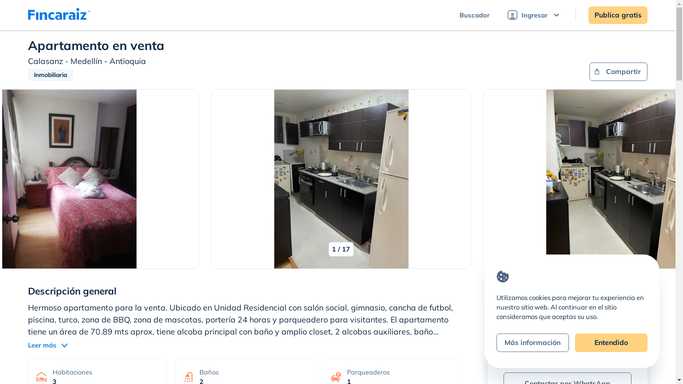 Fincaraiz
Buscador
Ingresar
Publica gratis
Apartamento en venta
Calasanz - Medellín - Antioquia
Inmobiliaria
Compartir
1 / 17
Descripción general
Hermoso apartamento para la venta. Ubicado en Unidad Residencial con salón social, gimnasio, cancha de futbol,
piscina, turco, zona de BBQ, zona de mascotas, portería 24 horas y parqueadero para visitantes. El apartamento
tiene un área de 70.89 mts aprox, tiene alcoba principal con baño y amplio closet, 2 alcobas auxiliares, baño...
Leer más
Habitaciones
3
Baños
2
Parqueaderos
1
Utilizamos cookies para mejorar tu experiencia en
nuestro sitio web. Al continuar en el sitio
consideramos que aceptas su uso.
Más información
Entendido
Contactar por WhatsApp